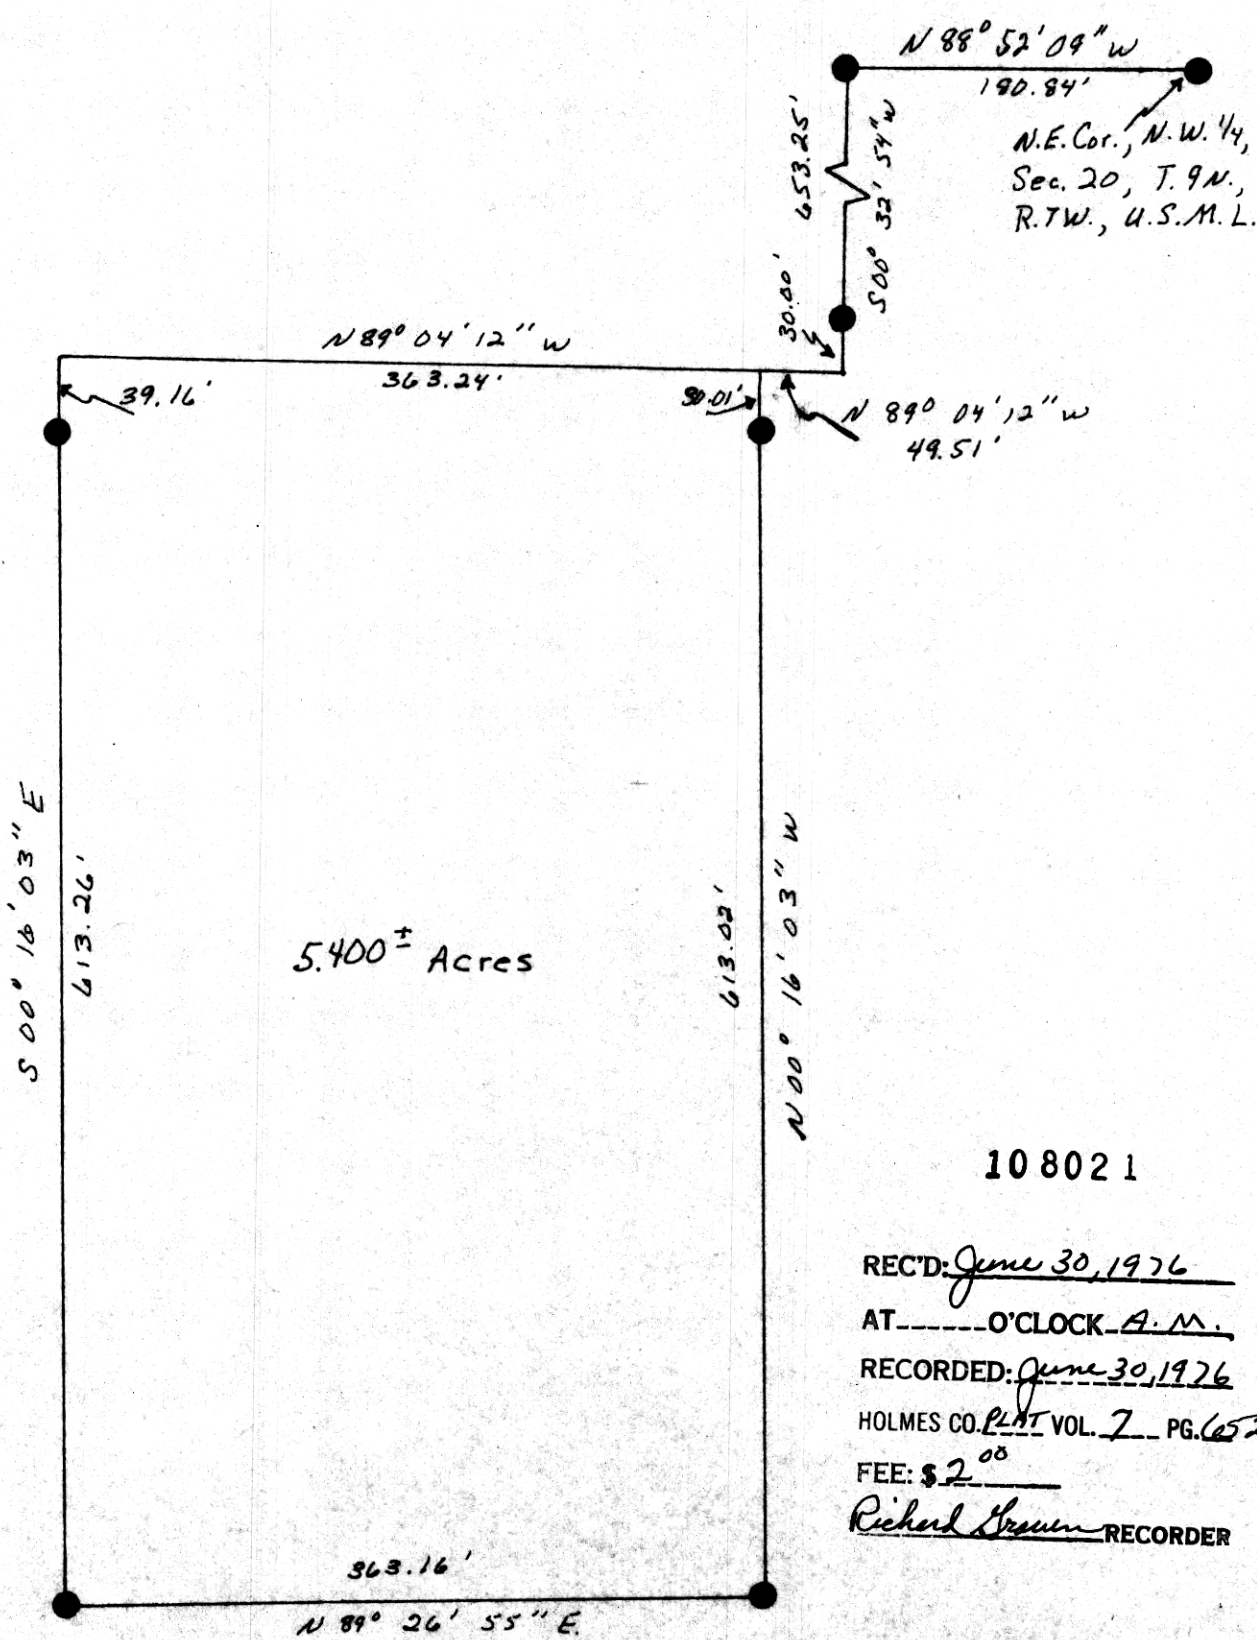 N 88° 52' 09" W
180.84'
N.E. Cor., N.W. 1/4,
Sec. 20, T. 9N.,
R. 7W., U.S.M.L.
653.25'
S 00° 32' 54" W
30.00'
N 89° 04' 12" W
363.24'
39.16'
30.01'
N 89° 04' 12" W
49.51'
S 00° 16' 03" E
613.26'
5.400± Acres
613.02'
N 00° 16' 03" W
108021
REC'D: June 30, 1976
AT ------ O'CLOCK A.M.
RECORDED: June 30, 1976
HOLMES CO. PLAT VOL. 7 PG. 652
FEE: $ 2 00
Richard RECORDER
363.16'
N 89° 26' 55" E.